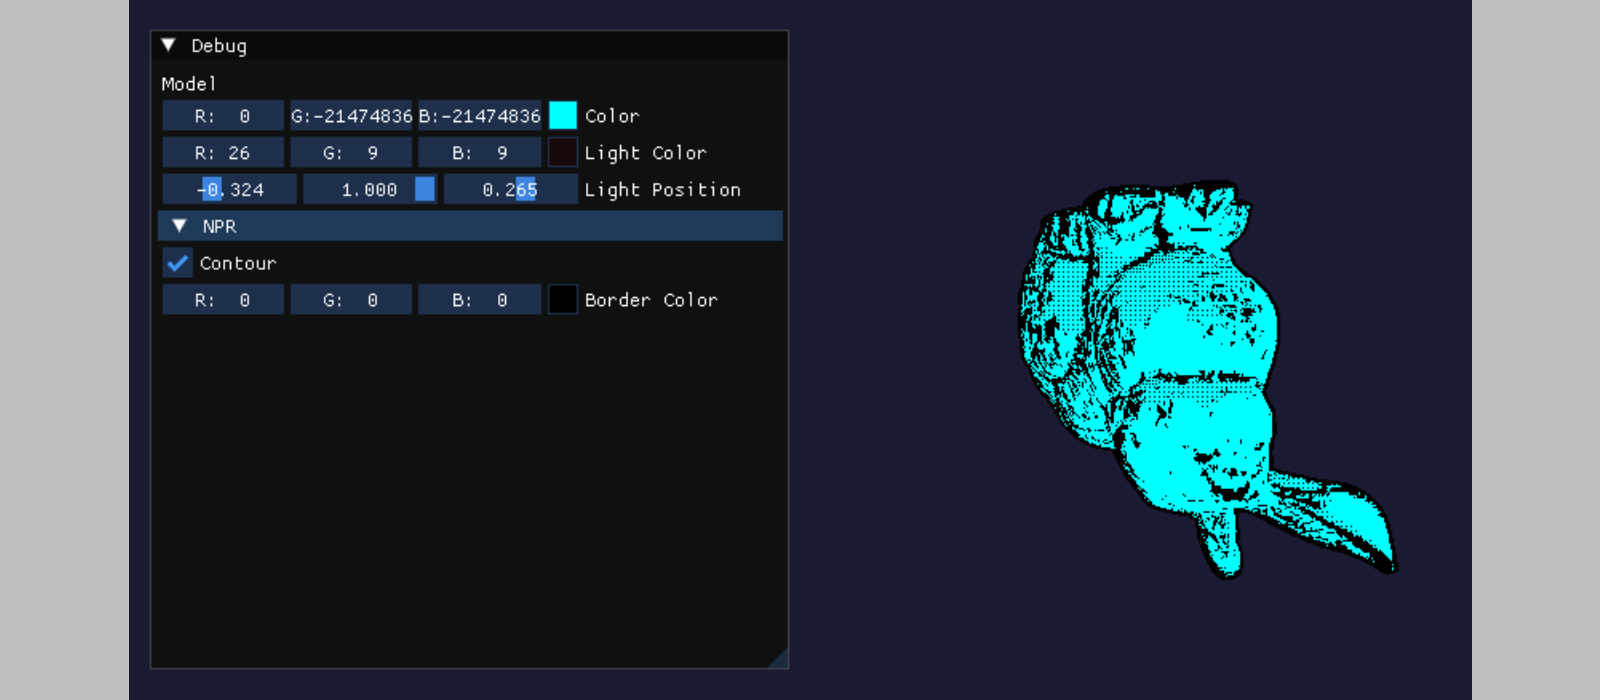 Debug
Model
R: 0 G:-21474836 B:-21474836 Color
R: 26 G: 9 B: 9 Light Color
-0.324 1.000 0.265 Light Position
NPR
Contour
R: 0 G: 0 B: 0 Border Color